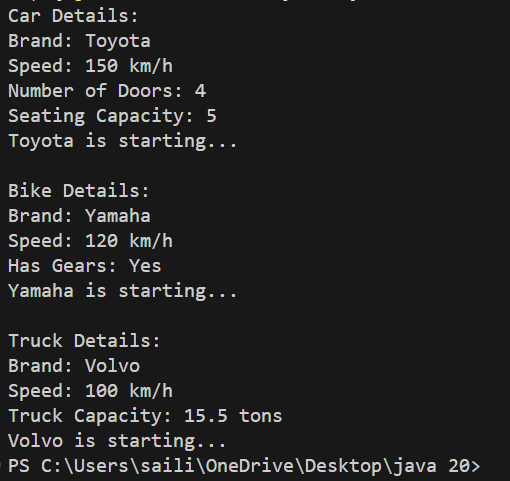 Car Details:
Brand: Toyota
Speed: 150 km/h
Number of Doors: 4
Seating Capacity: 5
Toyota is starting...

Bike Details:
Brand: Yamaha
Speed: 120 km/h
Has Gears: Yes
Yamaha is starting...

Truck Details:
Brand: Volvo
Speed: 100 km/h
Truck Capacity: 15.5 tons
Volvo is starting...
PS C:\Users\saili\OneDrive\Desktop\java 20>